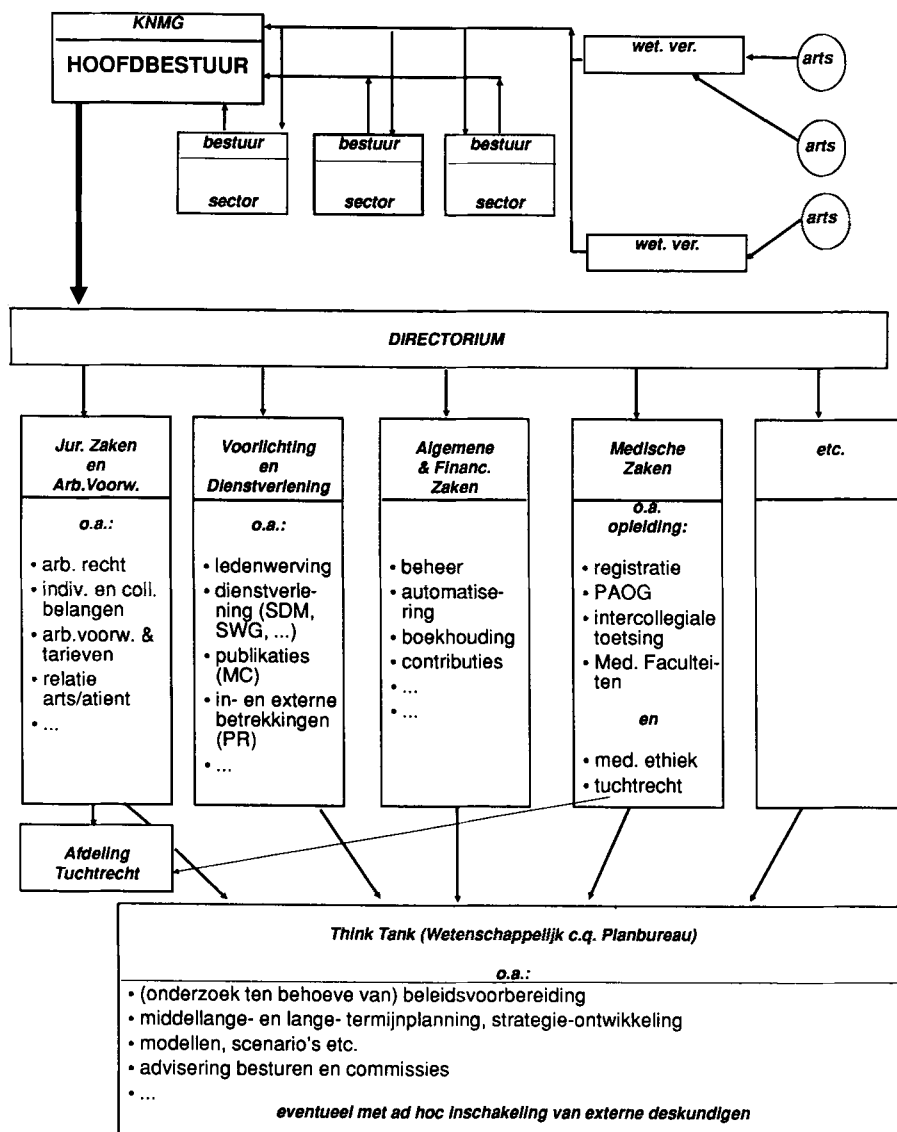 KNMG
HOOFDBESTUUR
wet. ver.
arts
arts
bestuur
sector
bestuur
sector
bestuur
sector
arts
wet. ver.
DIRECTORIUM
Jur. Zaken
en
Arb.Voorw.
o.a.:
• arb. recht
• indiv. en coll.
belangen
• arb.voorw. &
tarieven
• relatie
arts/atient
• ...
Voorlichting
en
Dienstverlening
o.a.:
• ledenwerving
• dienstverle-
ning (SDM,
SWG, ...)
• publikaties
(MC)
• in- en externe
betrekkingen
(PR)
• ...
Algemene
& Financ.
Zaken
• beheer
• automatise-
ring
• boekhouding
• contributies
• ...
• ...
Medische
Zaken
o.a.
opleiding:
• registratie
• PAOG
• intercollegiale
toetsing
• Med. Facultei-
ten
en
• med. ethiek
• tuchtrecht
etc.
Afdeling
Tuchtrecht
Think Tank (Wetenschappelijk c.q. Planbureau)
o.a.:
• (onderzoek ten behoeve van) beleidsvoorbereiding
• middellange- en lange- termijnplanning, strategie-ontwikkeling
• modellen, scenario's etc.
• advisering besturen en commissies
• ...
eventueel met ad hoc inschakeling van externe deskundigen